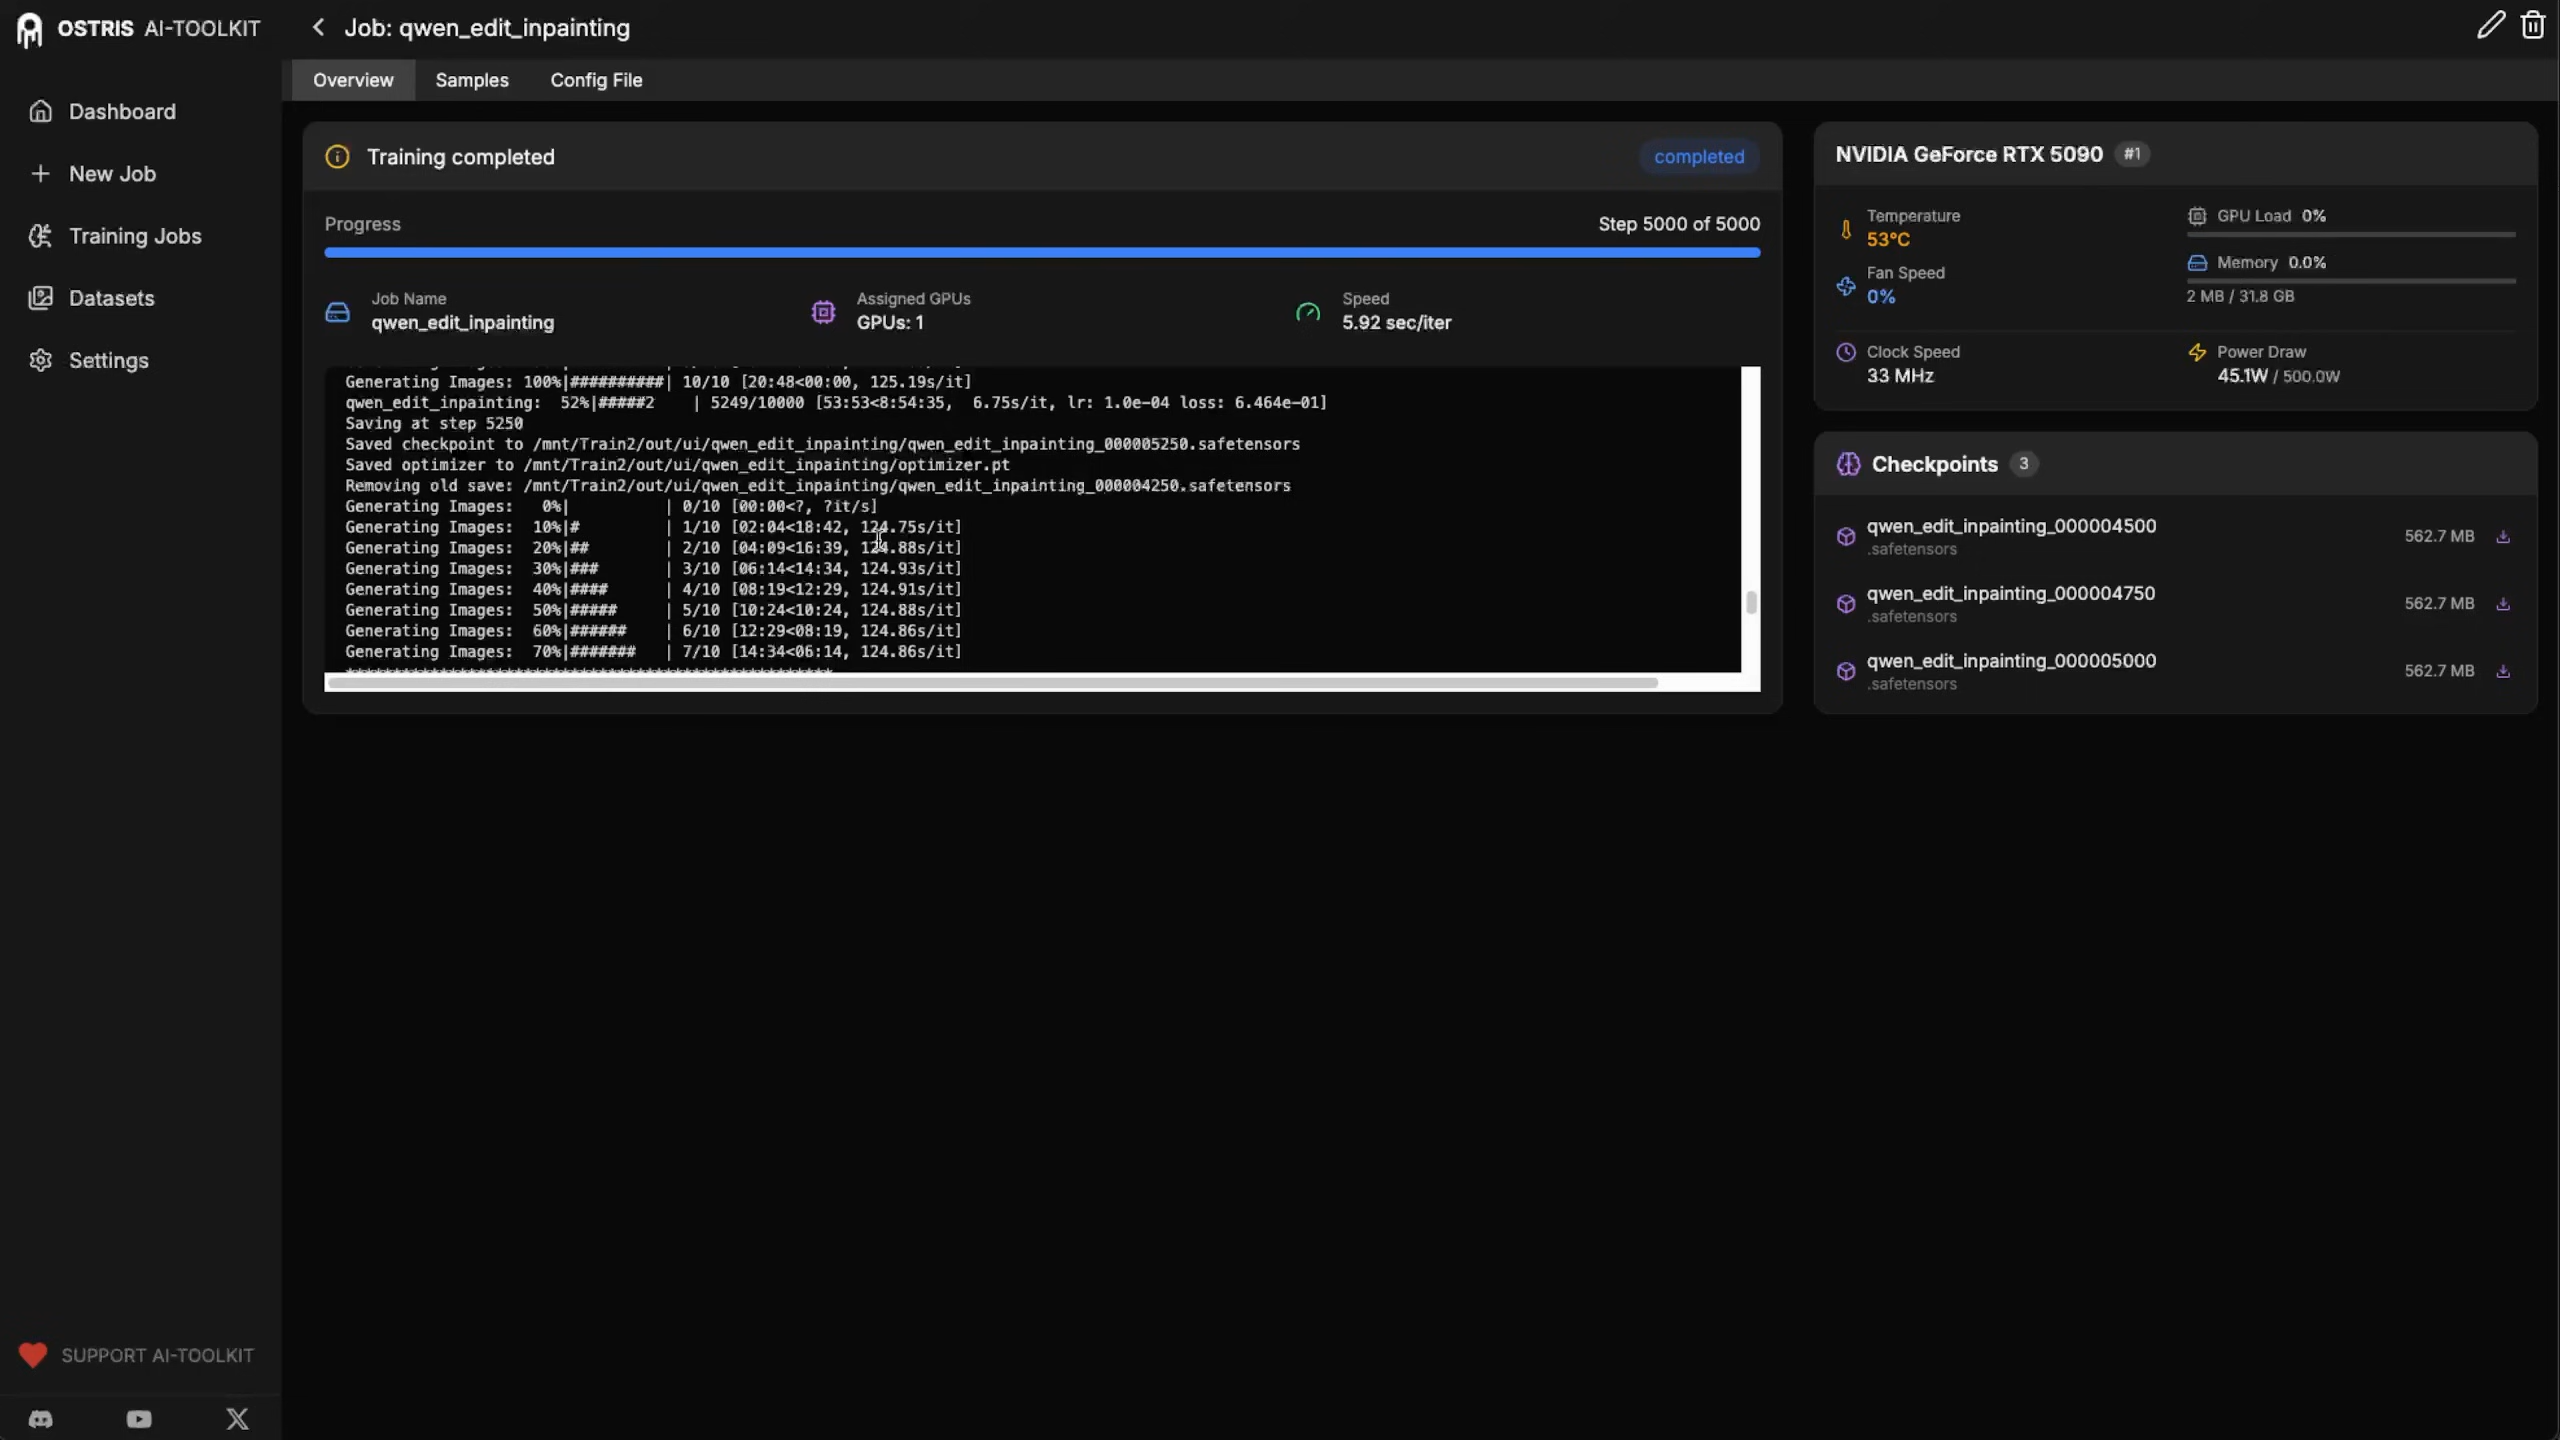 OSTRIS AI-TOOLKIT
Job: qwen_edit_inpainting
Overview Samples Config File
Dashboard
New Job
Training Jobs
Datasets
Settings
Training completed
completed
Progress
Step 5000 of 5000
Job Name
qwen_edit_inpainting
Assigned GPUs
GPUs: 1
Speed
5.92 sec/iter
Generating Images: 100%|##########| 10/10 [20:48<00:00, 125.19s/it]
qwen_edit_inpainting:  52%|#####2    | 5249/10000 [53:53<8:54:35,  6.75s/it, lr: 1.0e-04 loss: 6.464e-01]
Saving at step 5250
Saved checkpoint to /mnt/Train2/out/ui/qwen_edit_inpainting/qwen_edit_inpainting_000005250.safetensors
Saved optimizer to /mnt/Train2/out/ui/qwen_edit_inpainting/optimizer.pt
Removing old save: /mnt/Train2/out/ui/qwen_edit_inpainting/qwen_edit_inpainting_000004250.safetensors
Generating Images:   0%|          | 0/10 [00:00<?, ?it/s]
Generating Images:  10%|#         | 1/10 [02:04<18:42, 124.75s/it]
Generating Images:  20%|##        | 2/10 [04:09<16:39, 124.88s/it]
Generating Images:  30%|###       | 3/10 [06:14<14:34, 124.93s/it]
Generating Images:  40%|####      | 4/10 [08:19<12:29, 124.91s/it]
Generating Images:  50%|#####     | 5/10 [10:24<10:24, 124.88s/it]
Generating Images:  60%|######    | 6/10 [12:29<08:19, 124.86s/it]
Generating Images:  70%|#######   | 7/10 [14:34<06:14, 124.86s/it]
NVIDIA GeForce RTX 5090 #1
Temperature
53°C
GPU Load 0%
Fan Speed
0%
Memory 0.0%
2 MB / 31.8 GB
Clock Speed
33 MHz
Power Draw
45.1W / 500.0W
Checkpoints 3
qwen_edit_inpainting_000004500
.safetensors
562.7 MB
qwen_edit_inpainting_000004750
.safetensors
562.7 MB
qwen_edit_inpainting_000005000
.safetensors
562.7 MB
SUPPORT AI-TOOLKIT